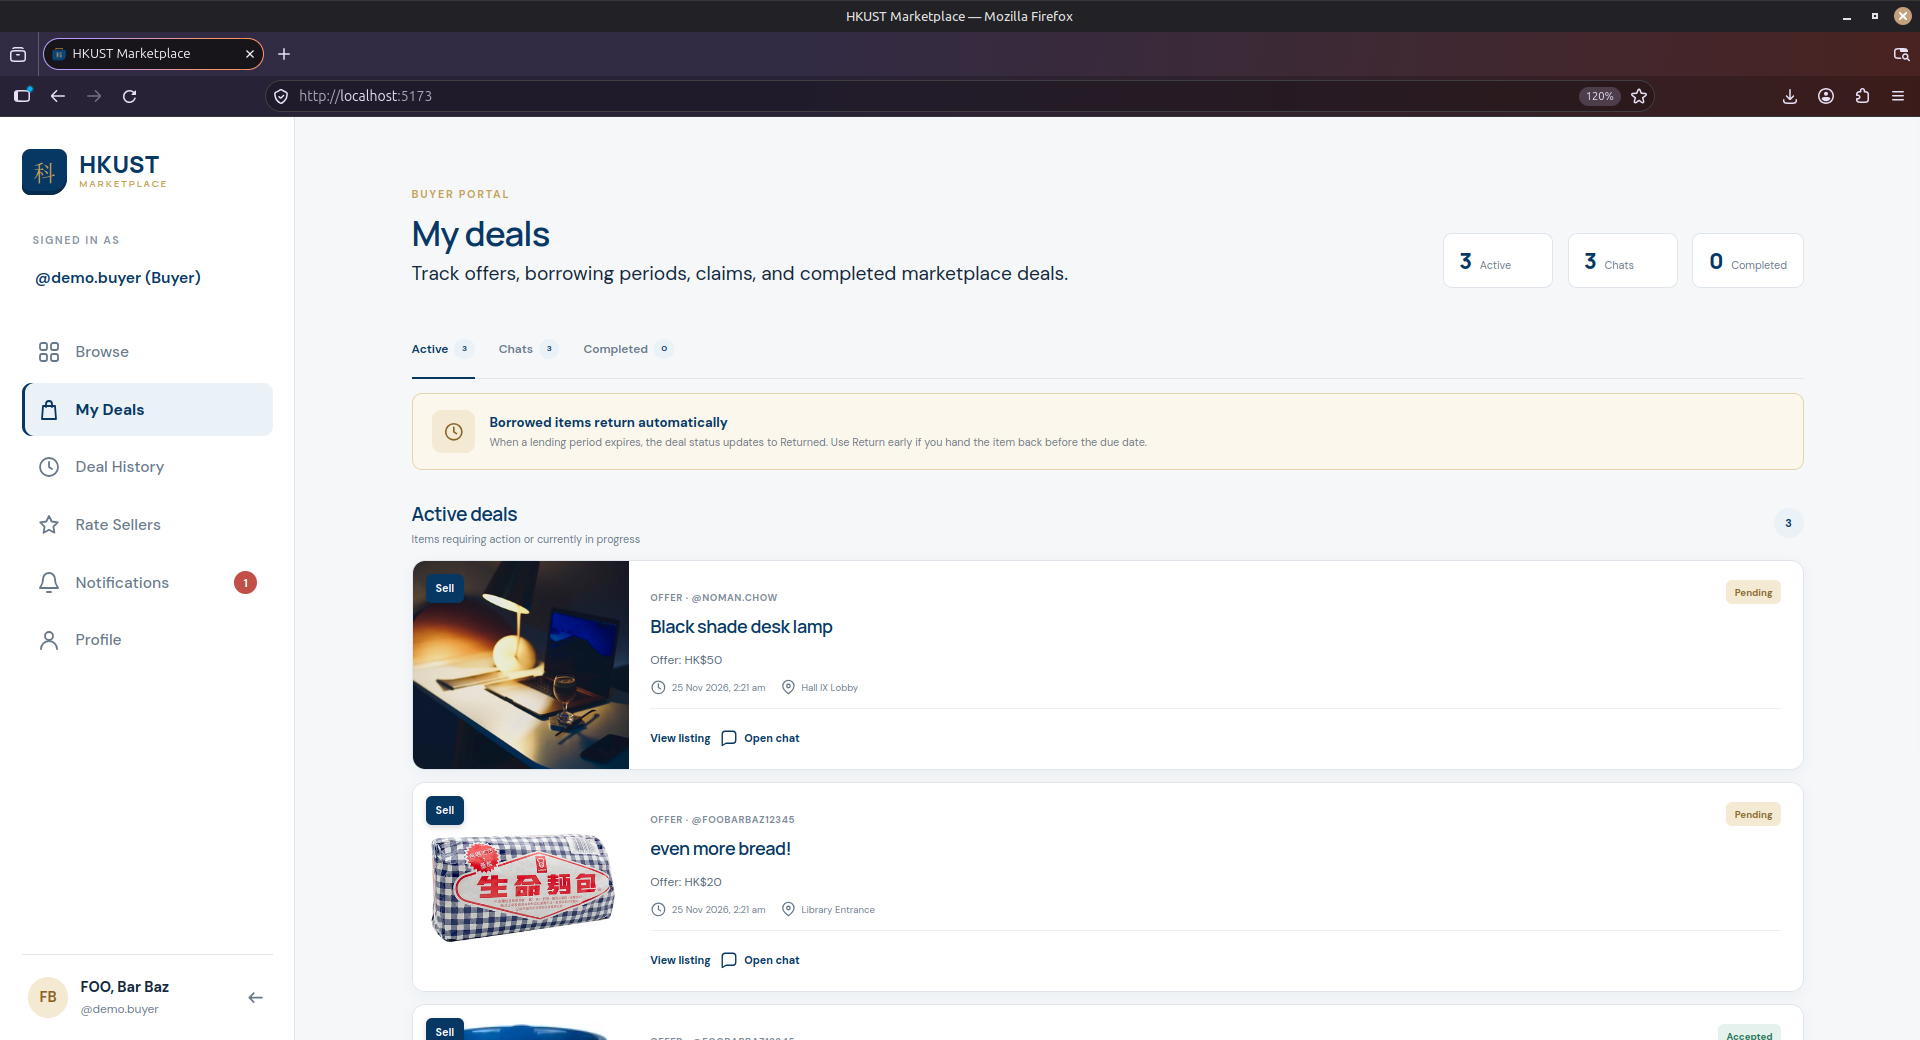 HKUST Marketplace — Mozilla Firefox
HKUST Marketplace
http://localhost:5173
120%
科
HKUST
MARKETPLACE
SIGNED IN AS
@demo.buyer (Buyer)
Browse
My Deals
Deal History
Rate Sellers
Notifications 1
Profile
FB
FOO, Bar Baz
@demo.buyer
BUYER PORTAL
My deals
Track offers, borrowing periods, claims, and completed marketplace deals.
3 Active
3 Chats
0 Completed
Active 3
Chats 3
Completed 0
Borrowed items return automatically
When a lending period expires, the deal status updates to Returned. Use Return early if you hand the item back before the due date.
Active deals
Items requiring action or currently in progress
3
Sell
OFFER · @NOMAN.CHOW
Pending
Black shade desk lamp
Offer: HK$50
25 Nov 2026, 2:21 am
Hall IX Lobby
View listing
Open chat
Sell
生命麵包
OFFER · @FOOBARBAZ12345
Pending
even more bread!
Offer: HK$20
25 Nov 2026, 2:21 am
Library Entrance
View listing
Open chat
Sell
OFFER · @FOOBARBAZ12345
Accepted